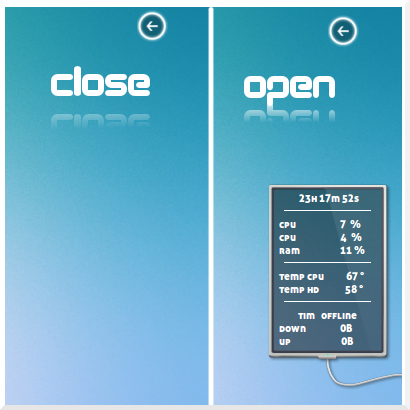 close
open
23H 17m 52s
CPU 7 %
CPU 4 %
Ram 11 %
Temp CPU 67°
Temp HD 58°
Tim OFFLINE
DOWN 0B
UP 0B